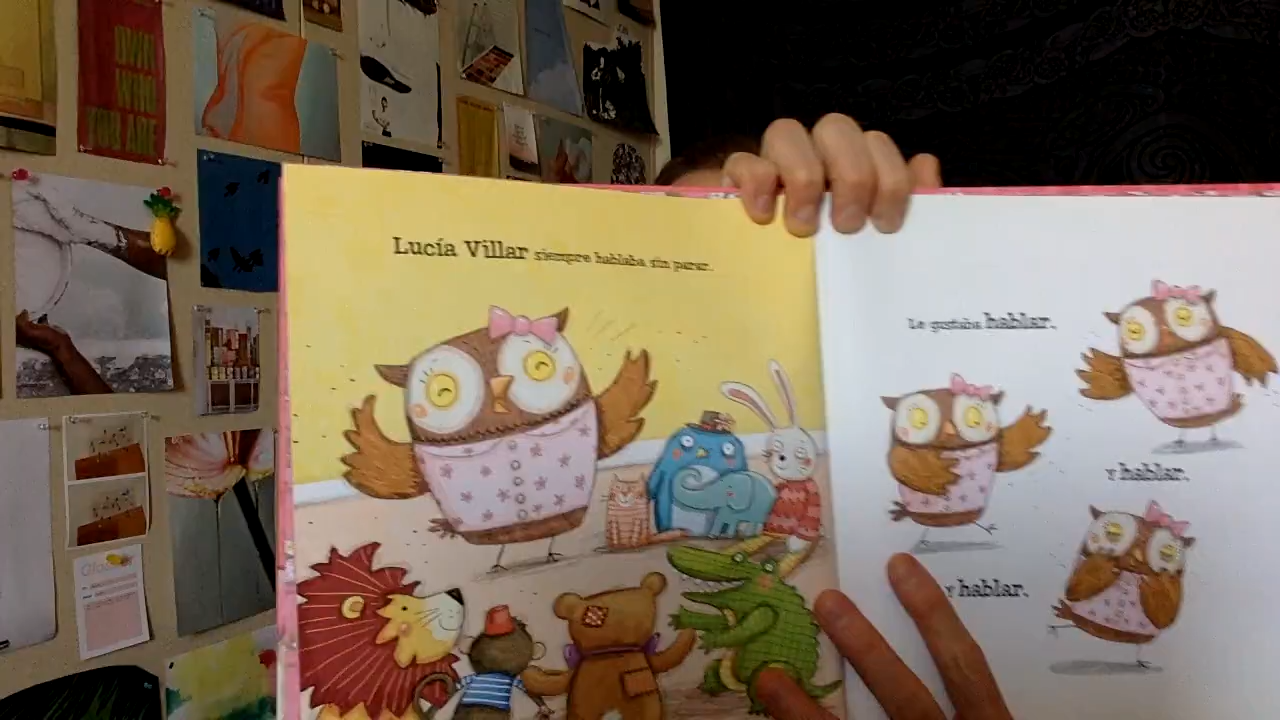 OWN
WHO
YOU ARE
Lucía Villar siempre hablaba sin parar.
Le gustaba hablar.
y hablar.
y hablar.